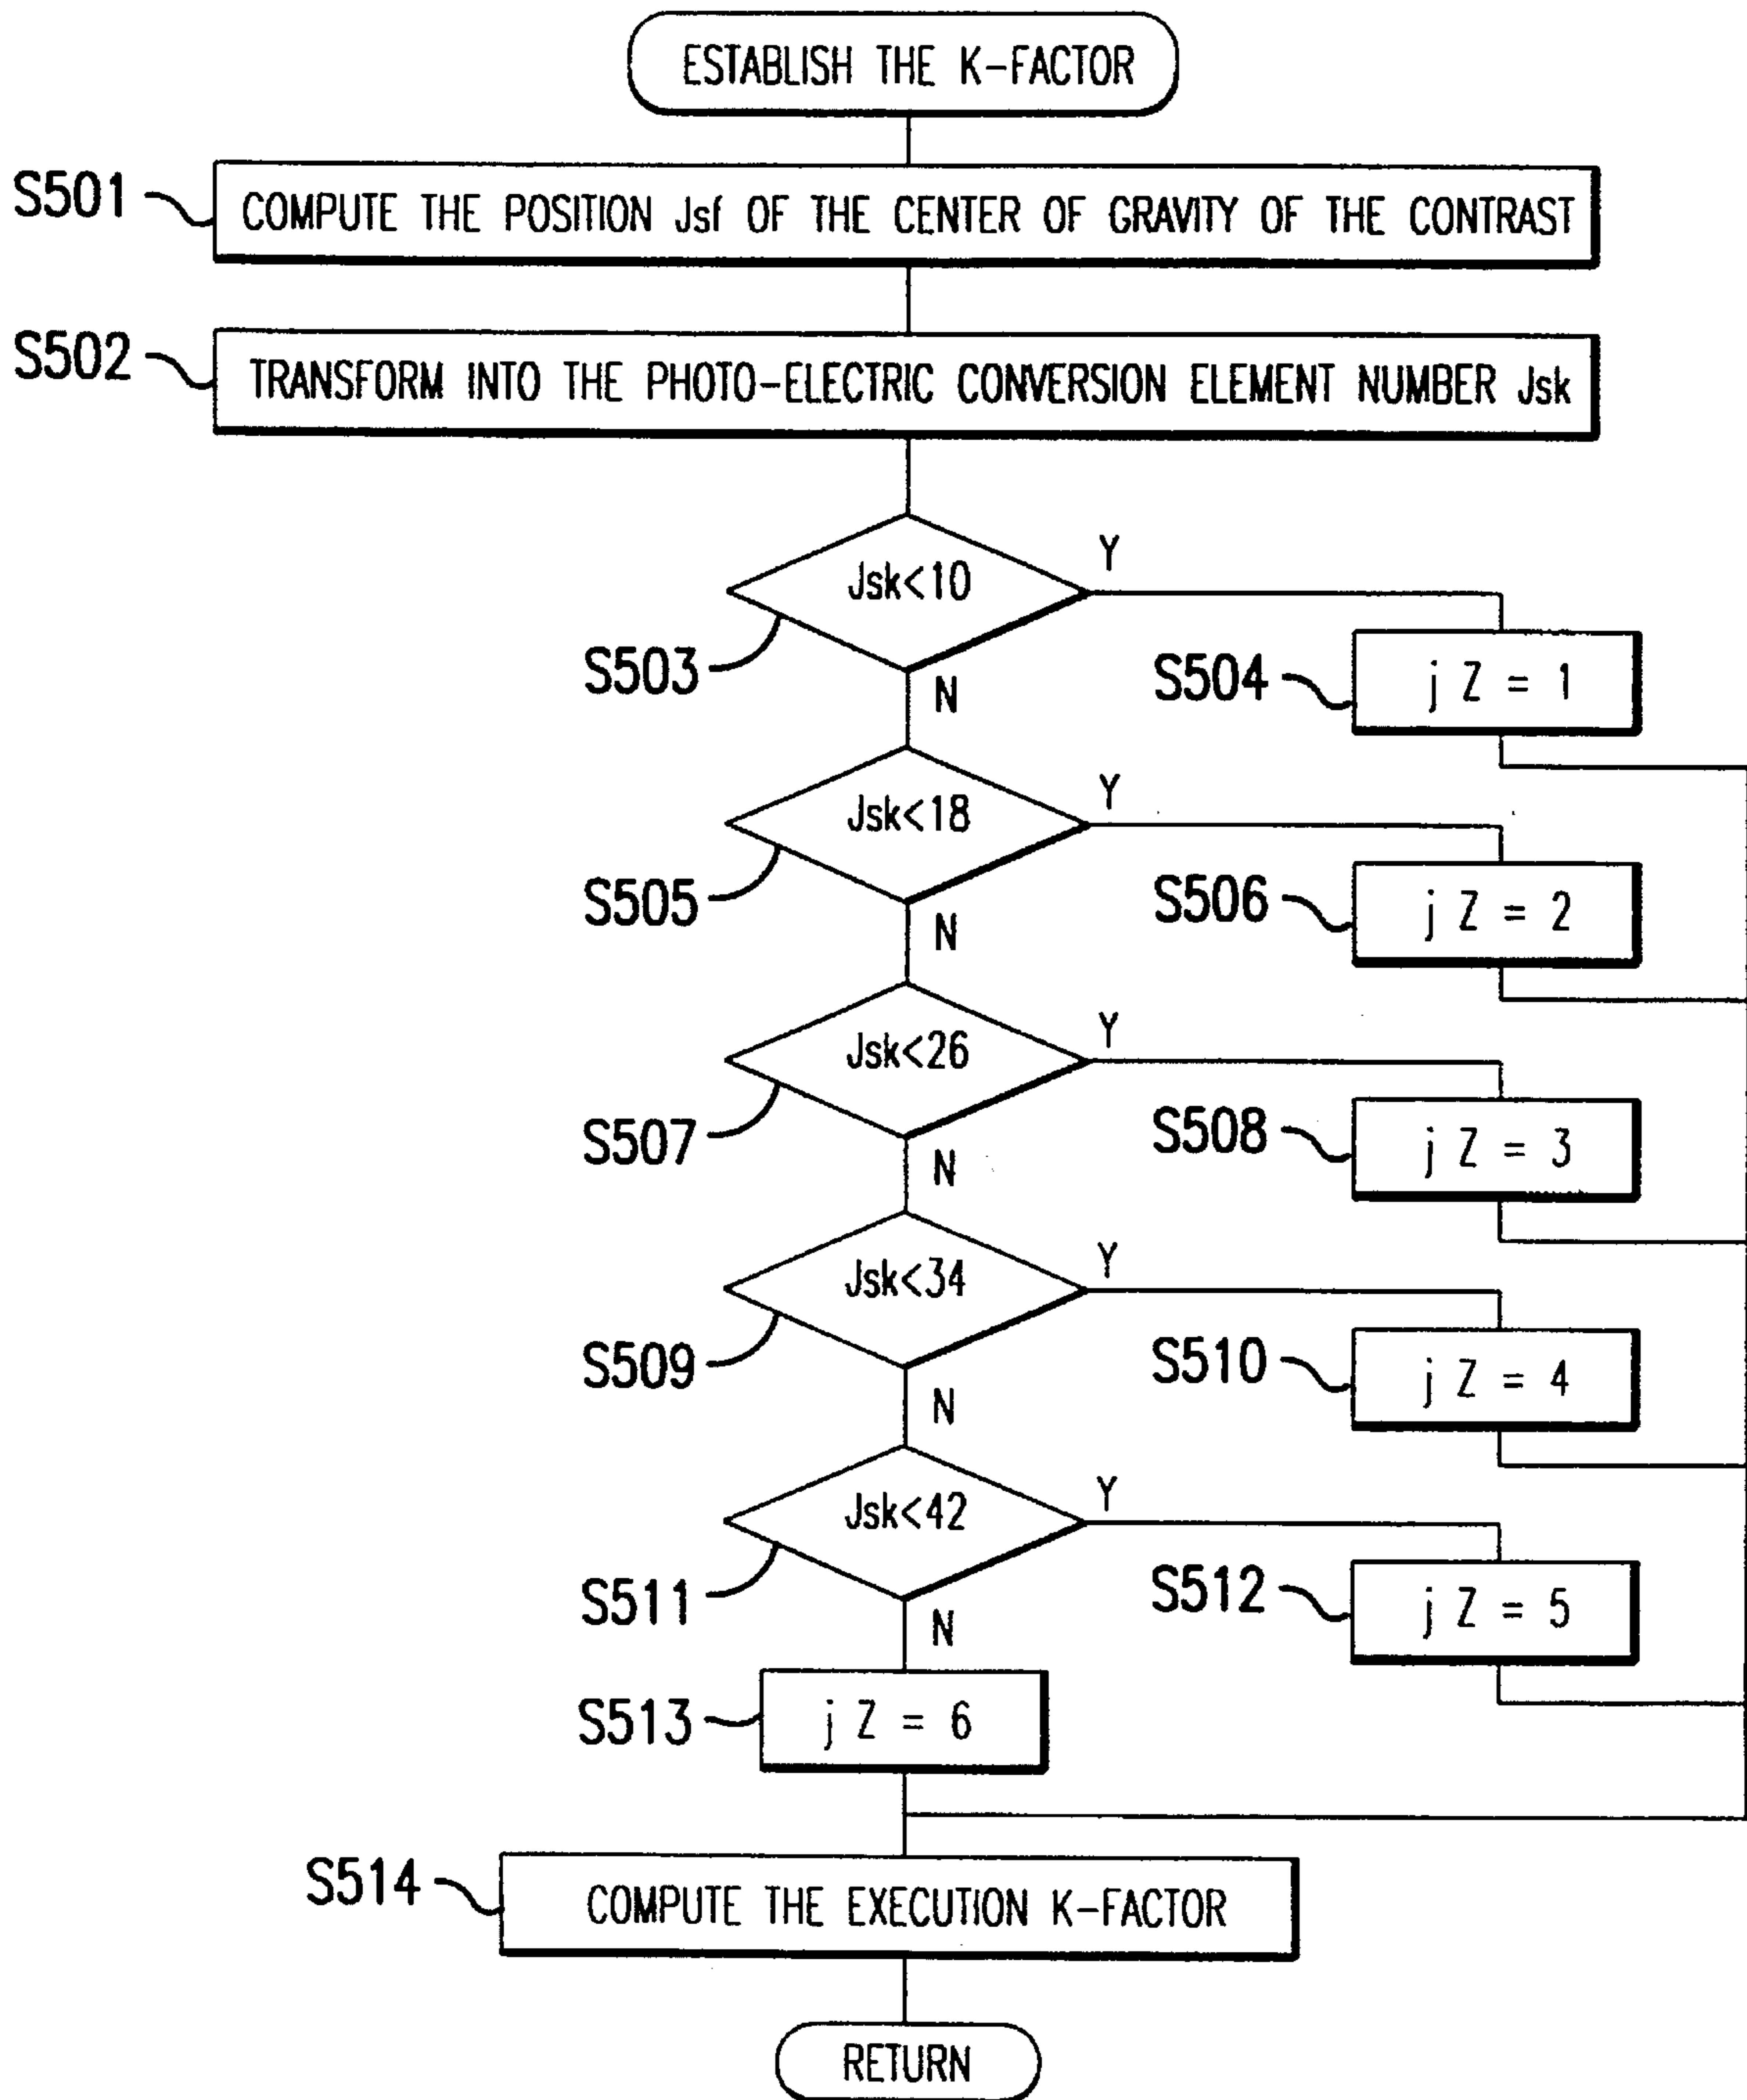 ESTABLISH THE K-FACTOR
S501
COMPUTE THE POSITION Jsf OF THE CENTER OF GRAVITY OF THE CONTRAST
S502
TRANSFORM INTO THE PHOTO-ELECTRIC CONVERSION ELEMENT NUMBER Jsk
Jsk<10
Y
S503
N
S504
j Z = 1
Jsk<18
Y
S505
N
S506
j Z = 2
Jsk<26
Y
S507
N
S508
j Z = 3
Jsk<34
Y
S509
N
S510
j Z = 4
Jsk<42
Y
S511
N
S512
j Z = 5
S513
j Z = 6
S514
COMPUTE THE EXECUTION K-FACTOR
RETURN